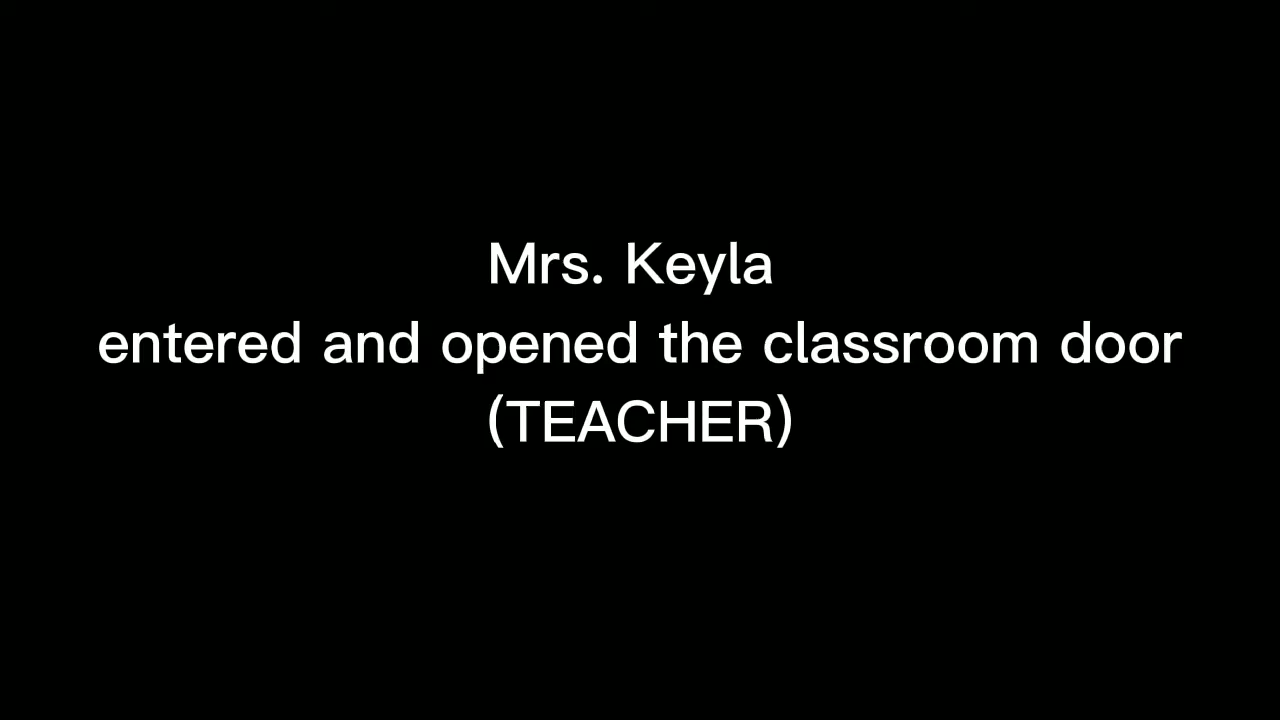 Mrs. Keyla
entered and opened the classroom door
(TEACHER)